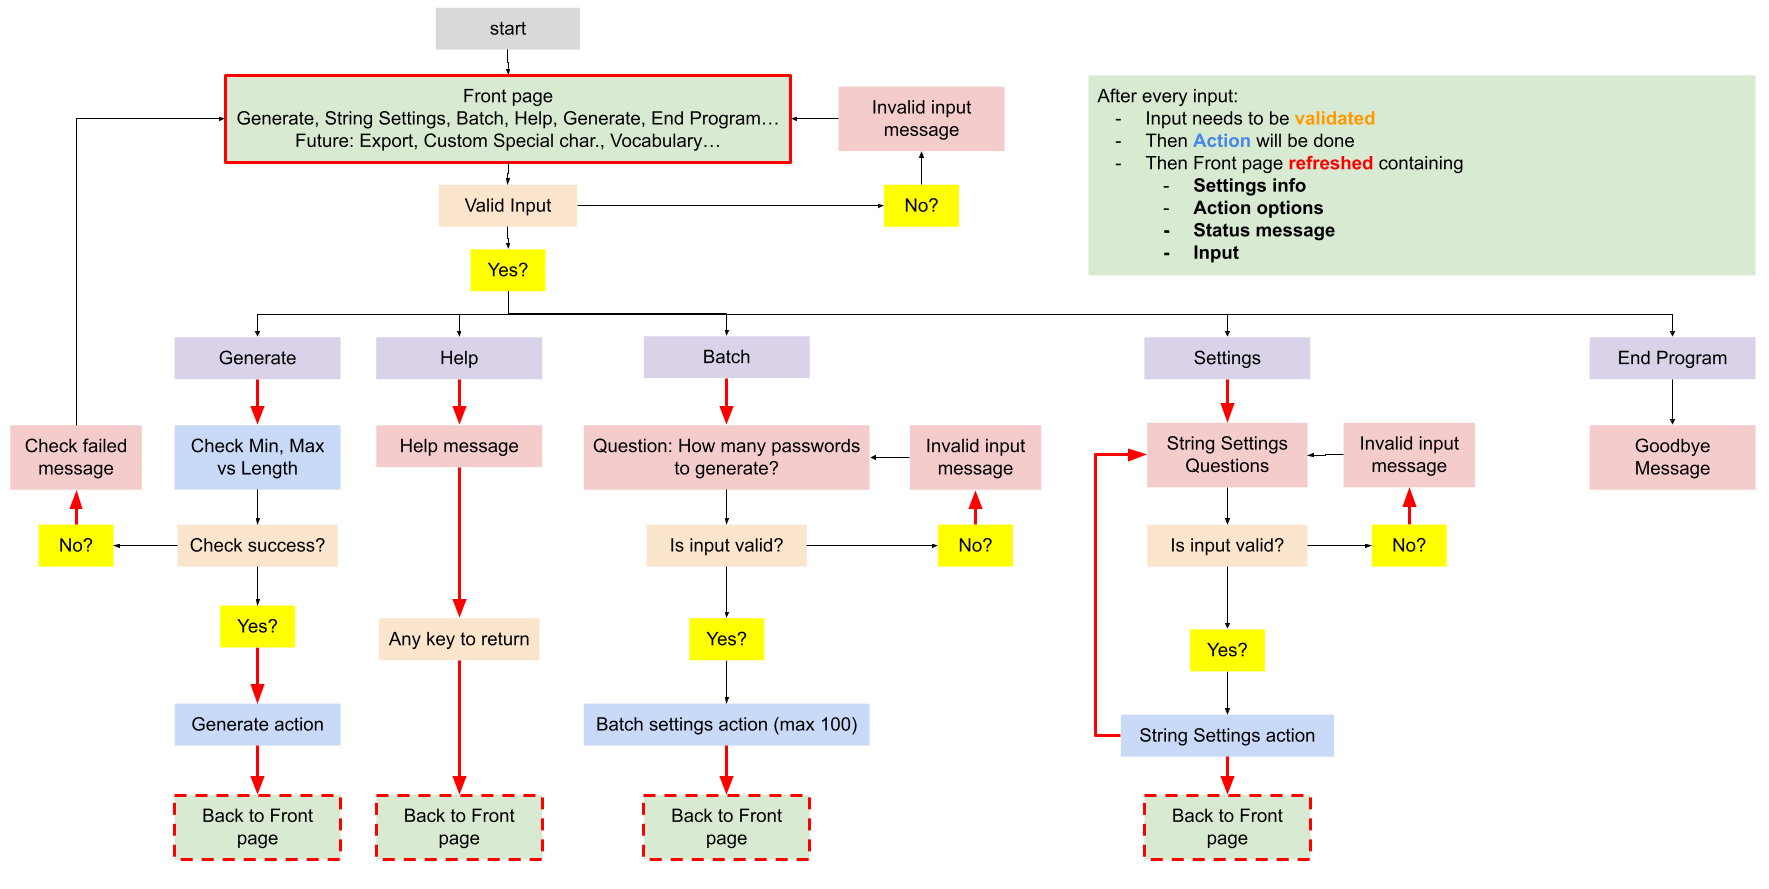 start
Front page
Generate, String Settings, Batch, Help, Generate, End Program…
Future: Export, Custom Special char., Vocabulary…
Invalid input
message
After every input:
- Input needs to be validated
- Then Action will be done
- Then Front page refreshed containing
- Settings info
- Action options
- Status message
- Input
Valid Input
No?
Yes?
Generate
Help
Batch
Settings
End Program
Check failed
message
Check Min, Max
vs Length
Help message
Question: How many passwords
to generate?
Invalid input
message
String Settings
Questions
Invalid input
message
Goodbye
Message
No?
Check success?
Is input valid?
No?
Is input valid?
No?
Yes?
Any key to return
Yes?
Yes?
Generate action
Batch settings action (max 100)
String Settings action
Back to Front
page
Back to Front
page
Back to Front
page
Back to Front
page